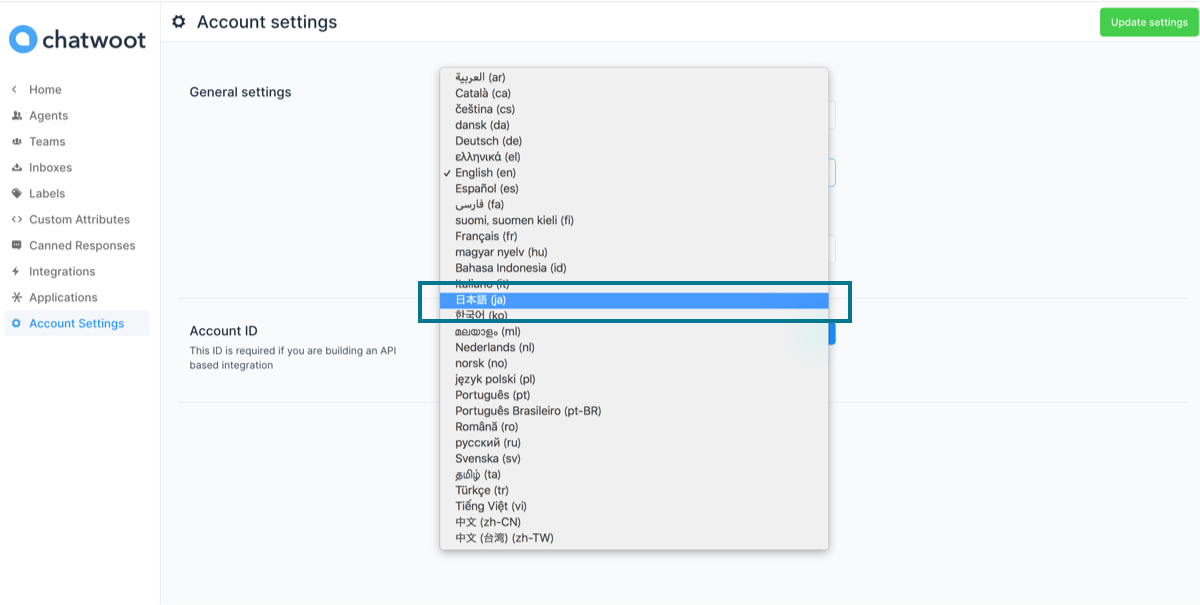 chatwoot
Home
Agents
Teams
Inboxes
Labels
Custom Attributes
Canned Responses
Integrations
Applications
Account Settings
Account settings
Update settings
General settings
العربية (ar)
Català (ca)
čeština (cs)
dansk (da)
Deutsch (de)
ελληνικά (el)
✓ English (en)
Español (es)
فارسی (fa)
suomi, suomen kieli (fi)
Français (fr)
magyar nyelv (hu)
Bahasa Indonesia (id)
Italiano (it)
日本語 (ja)
한국어 (ko)
മലയാളം (ml)
Nederlands (nl)
norsk (no)
język polski (pl)
Português (pt)
Português Brasileiro (pt-BR)
Română (ro)
русский (ru)
Svenska (sv)
தமிழ் (ta)
Türkçe (tr)
Tiếng Việt (vi)
中文 (zh-CN)
中文 (台湾) (zh-TW)
Account ID
This ID is required if you are building an API
based integration